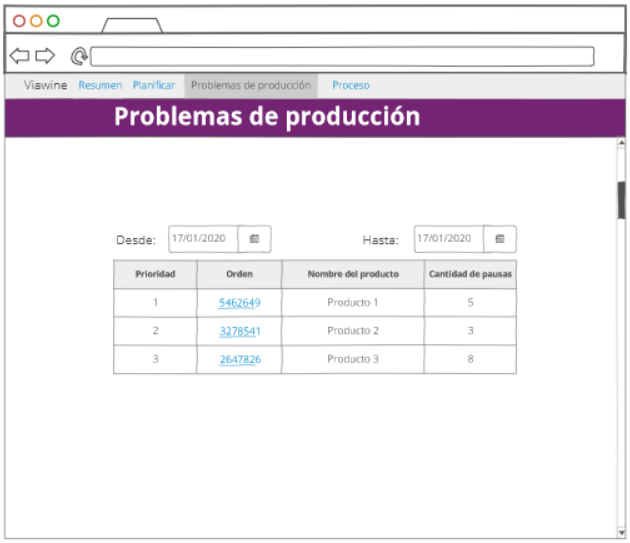 Viawine Resumen Planificar Problemas de producción Proceso
Problemas de producción
Desde: 17/01/2020 Hasta: 17/01/2020
Prioridad Orden Nombre del producto Cantidad de pausas
1 5462649 Producto 1 5
2 3278541 Producto 2 3
3 2647826 Producto 3 8